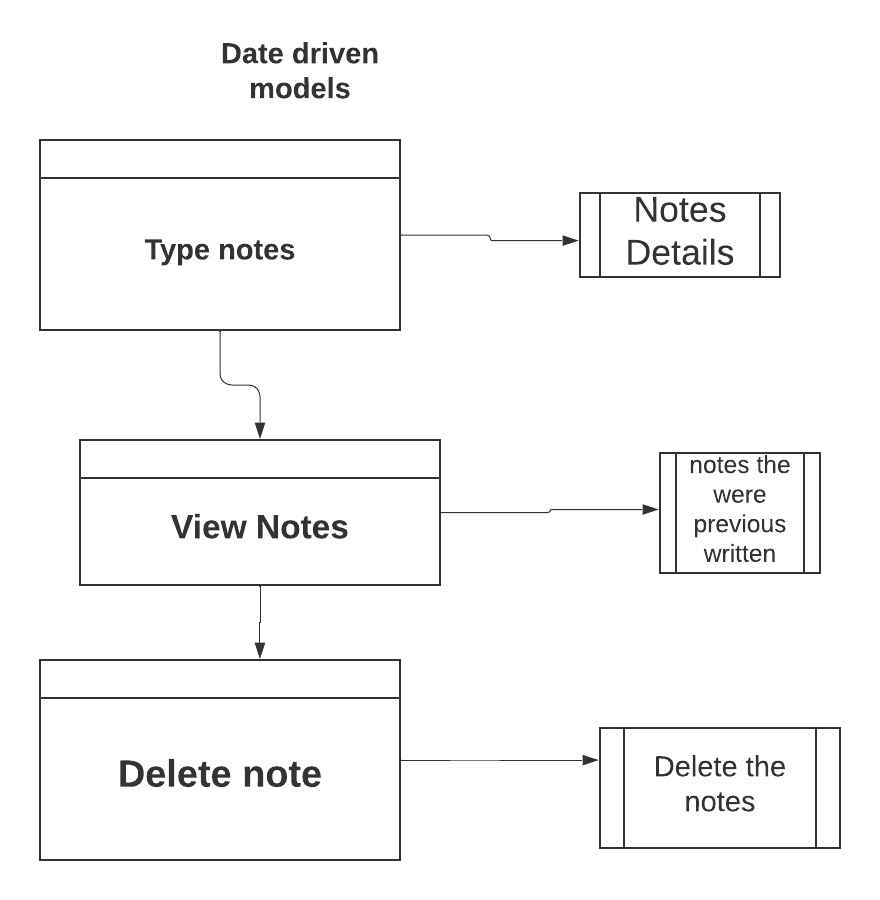 Date driven
models
Type notes
Notes
Details
View Notes
notes the
were
previous
written
Delete note
Delete the
notes